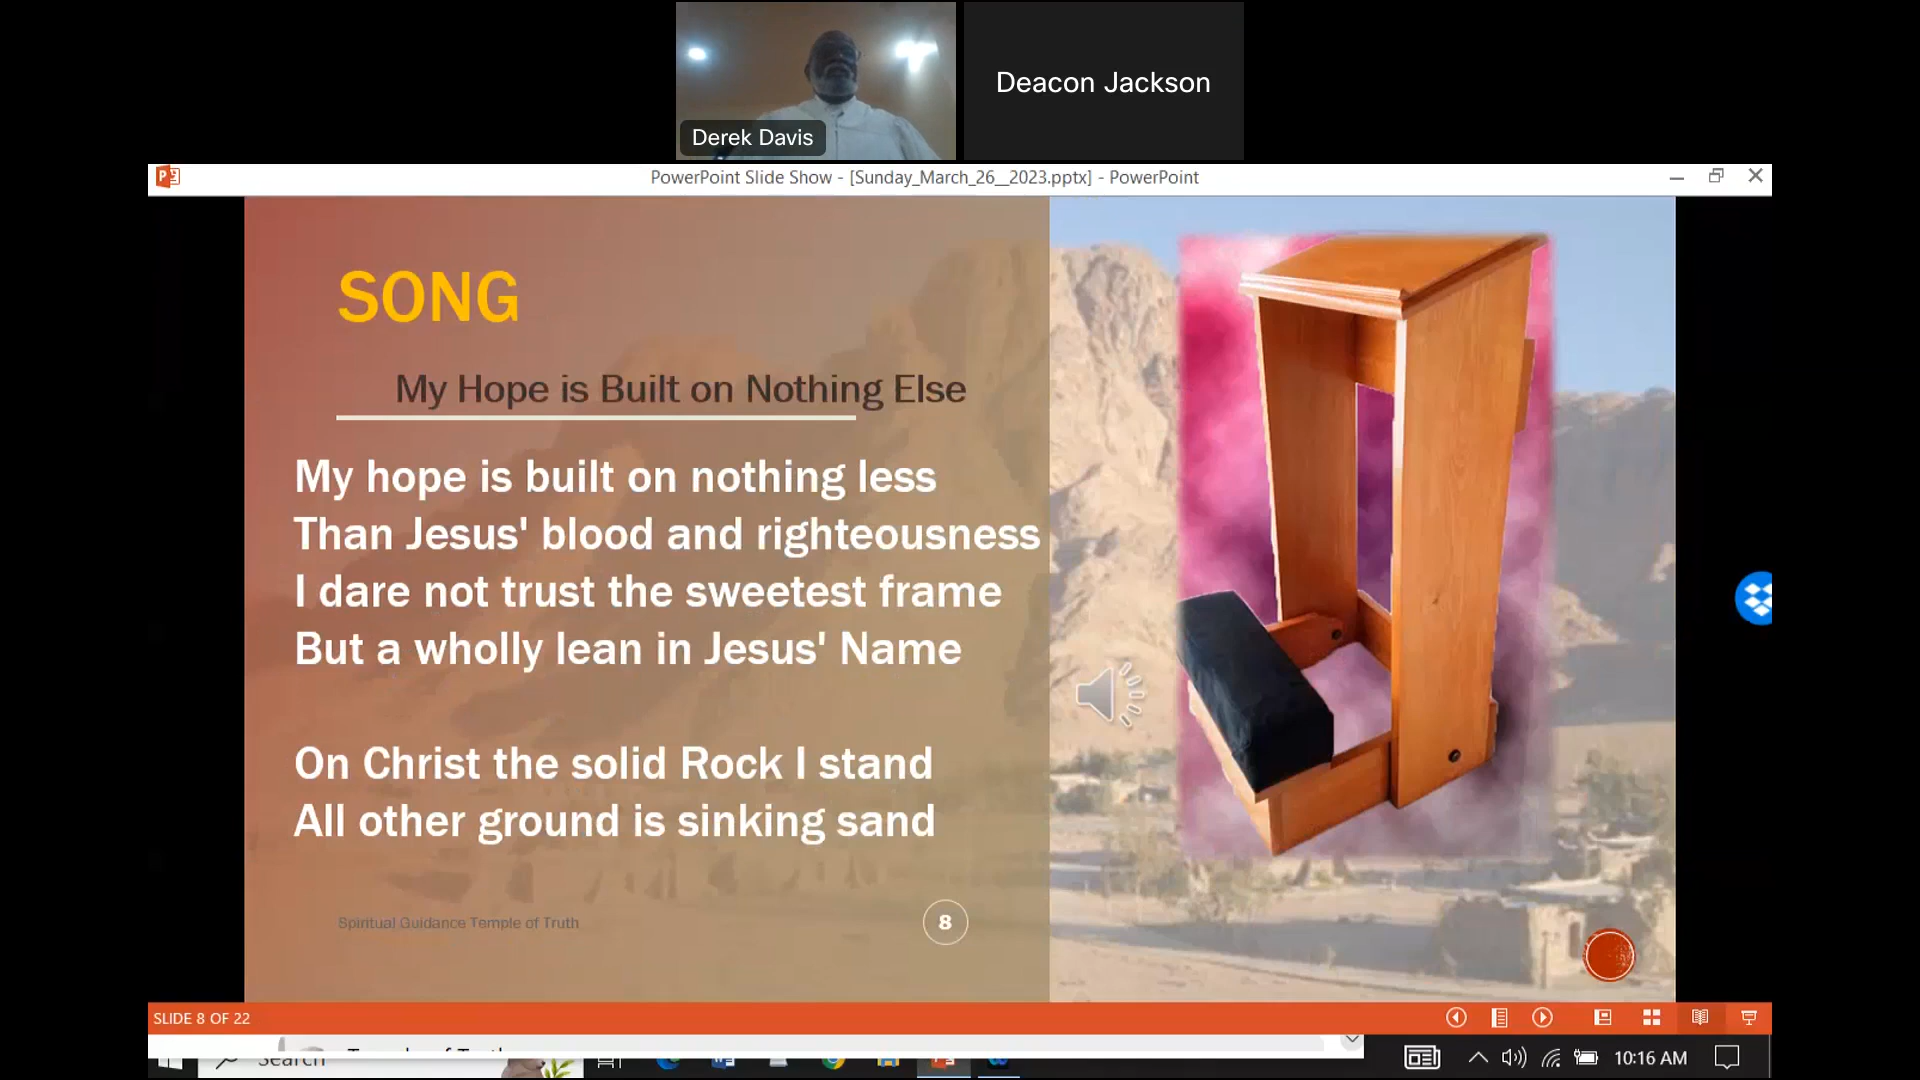 Derek Davis
Deacon Jackson
PowerPoint Slide Show - [Sunday_March_26__2023.pptx] - PowerPoint
SONG
My Hope is Built on Nothing Else
My hope is built on nothing less
Than Jesus' blood and righteousness
I dare not trust the sweetest frame
But a wholly lean in Jesus' Name
On Christ the solid Rock I stand
All other ground is sinking sand
Spiritual Guidance Temple of Truth
8
SLIDE 8 OF 22
Search
10:16 AM